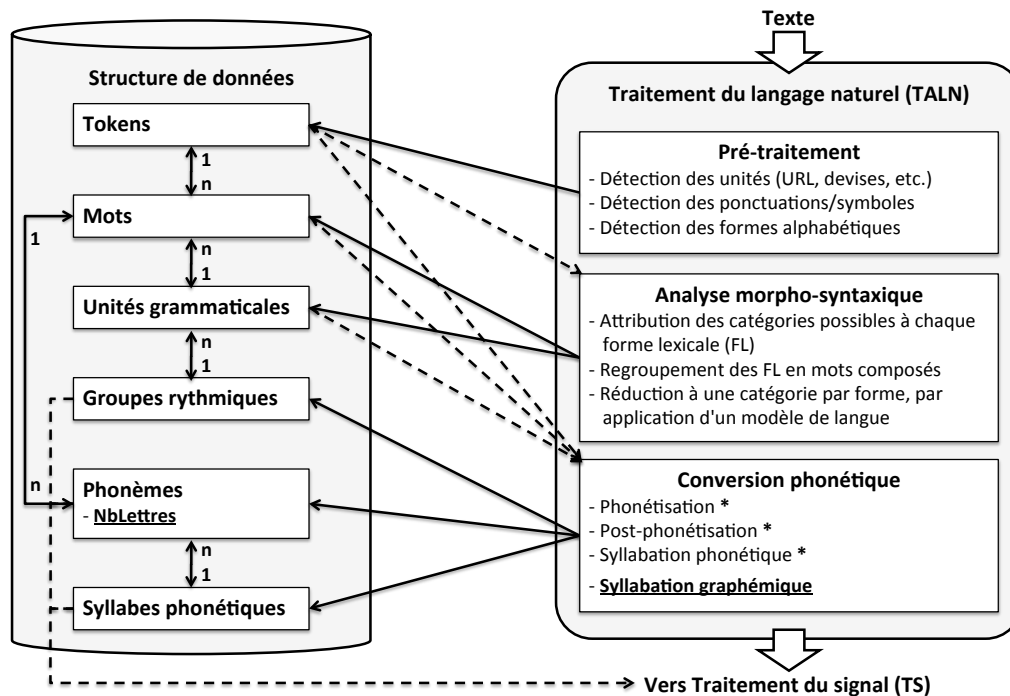 Texte
Structure de données
Tokens
1
n
Mots
1
n
1
Unités grammaticales
n
1
Groupes rythmiques
n
Phonèmes
- NbLettres
n
1
Syllabes phonétiques
Traitement du langage naturel (TALN)
Pré-traitement
- Détection des unités (URL, devises, etc.)
- Détection des ponctuations/symboles
- Détection des formes alphabétiques
Analyse morpho-syntaxique
- Attribution des catégories possibles à chaque
forme lexicale (FL)
- Regroupement des FL en mots composés
- Réduction à une catégorie par forme, par
application d'un modèle de langue
Conversion phonétique
- Phonétisation *
- Post-phonétisation *
- Syllabation phonétique *
- Syllabation graphémique
Vers Traitement du signal (TS)